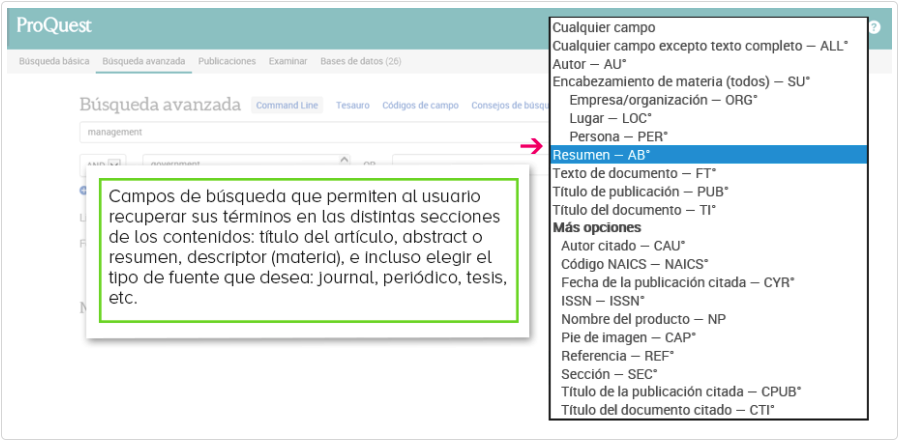 ProQuest
?
Búsqueda básica Búsqueda avanzada Publicaciones Examinar Bases de datos (26)
Búsqueda avanzada Command Line Tesauro Códigos de campo Consejos de búsqu
management
AND government OR
Campos de búsqueda que permiten al usuario
recuperar sus términos en las distintas secciones
de los contenidos: título del artículo, abstract o
resumen, descriptor (materia), e incluso elegir el
tipo de fuente que desea: journal, periódico, tesis,
etc.
Cualquier campo
Cualquier campo excepto texto completo — ALL°
Autor — AU°
Encabezamiento de materia (todos) — SU°
Empresa/organización — ORG°
Lugar — LOC°
Persona — PER°
Resumen — AB°
Texto de documento — FT°
Título de publicación — PUB°
Título del documento — TI°
Más opciones
Autor citado — CAU°
Código NAICS — NAICS°
Fecha de la publicación citada — CYR°
ISSN — ISSN°
Nombre del producto — NP
Pie de imagen — CAP°
Referencia — REF°
Sección — SEC°
Título de la publicación citada — CPUB°
Título del documento citado — CTI°